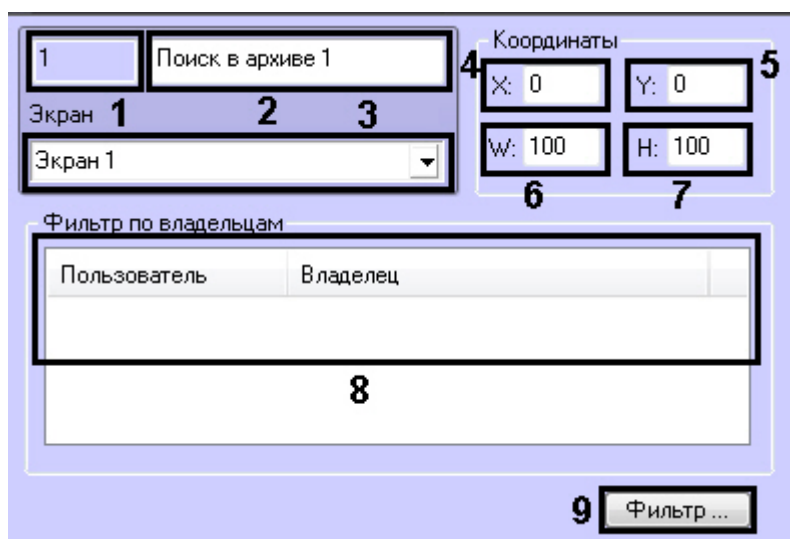 1 Поиск в архиве 1
Экран 1 2 3
Экран 1
Координаты
4 X: 0 Y: 0 5
W: 100 H: 100
6 7
Фильтр по владельцам
Пользователь Владелец
8
9 Фильтр ...